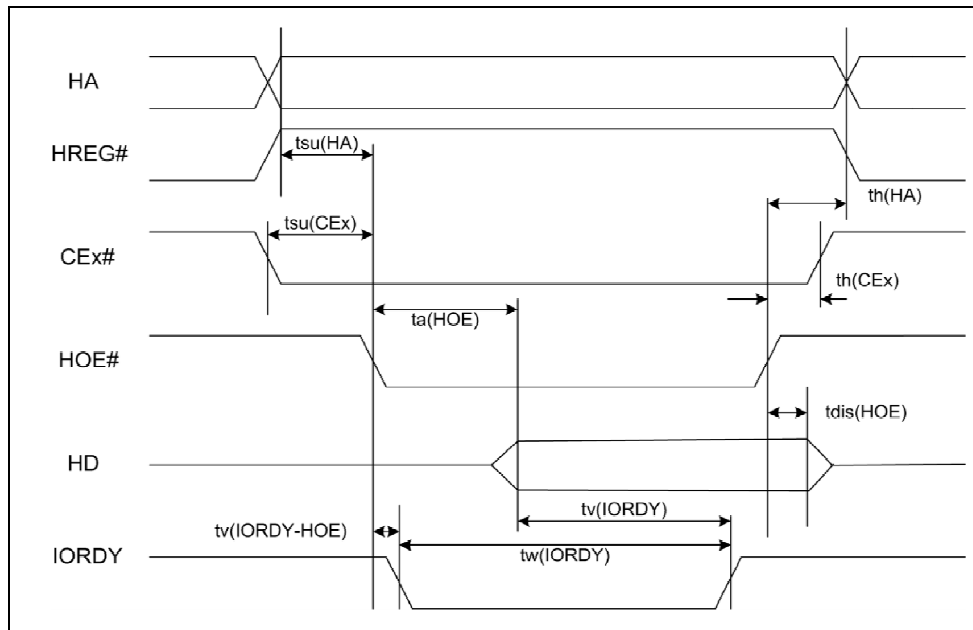 HA
HREG#
tsu(HA)
th(HA)
tsu(CEx)
CEx#
th(CEx)
ta(HOE)
HOE#
tdis(HOE)
HD
tv(IORDY)
tv(IORDY-HOE)
tw(IORDY)
IORDY